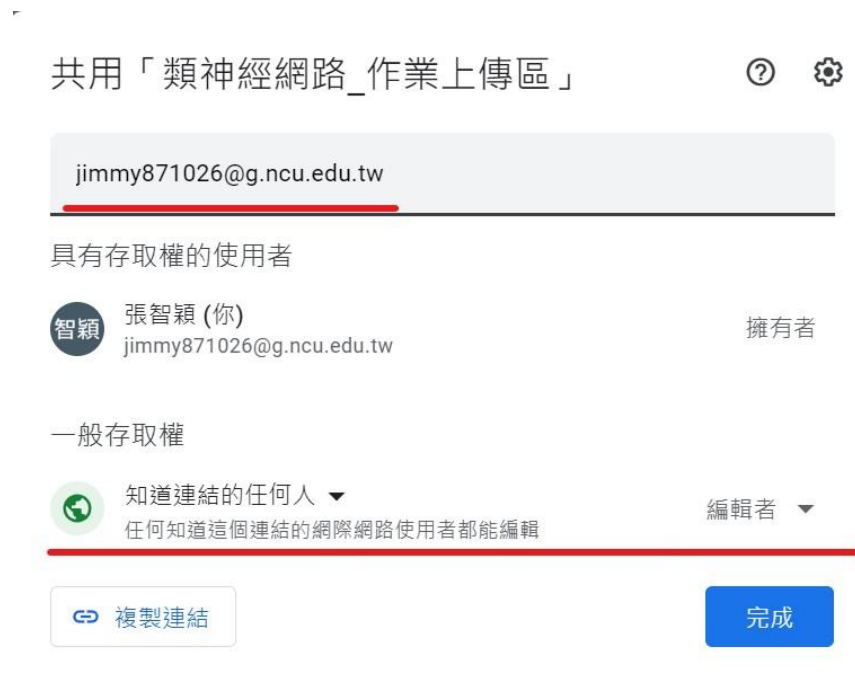 共用「類神經網路_作業上傳區」
jimmy871026@g.ncu.edu.tw
具有存取權的使用者
智穎
張智穎 (你)
擁有者
jimmy871026@g.ncu.edu.tw
一般存取權
知道連結的任何人
編輯者
任何知道這個連結的網際網路使用者都能編輯
複製連結
完成